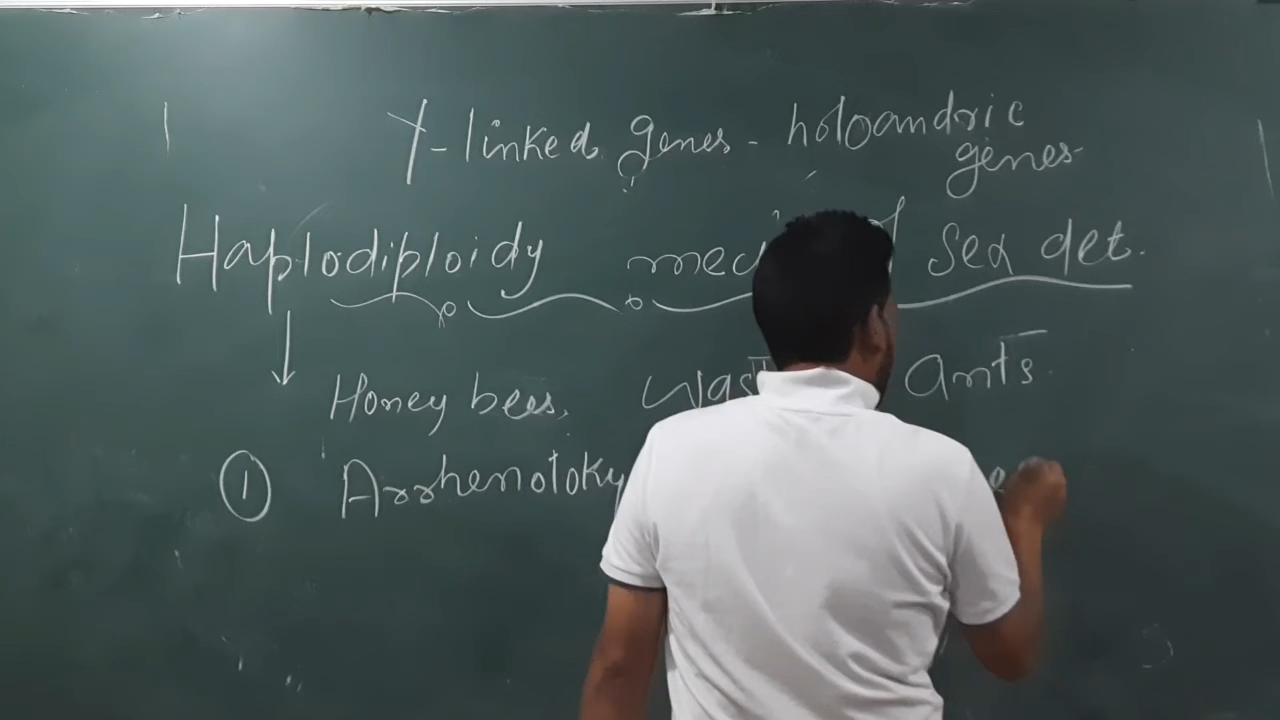 Y-linked genes - holoandric
genes-
Haplodiploidy sex det.
Honey bees, ants.
① Arrhenotoky